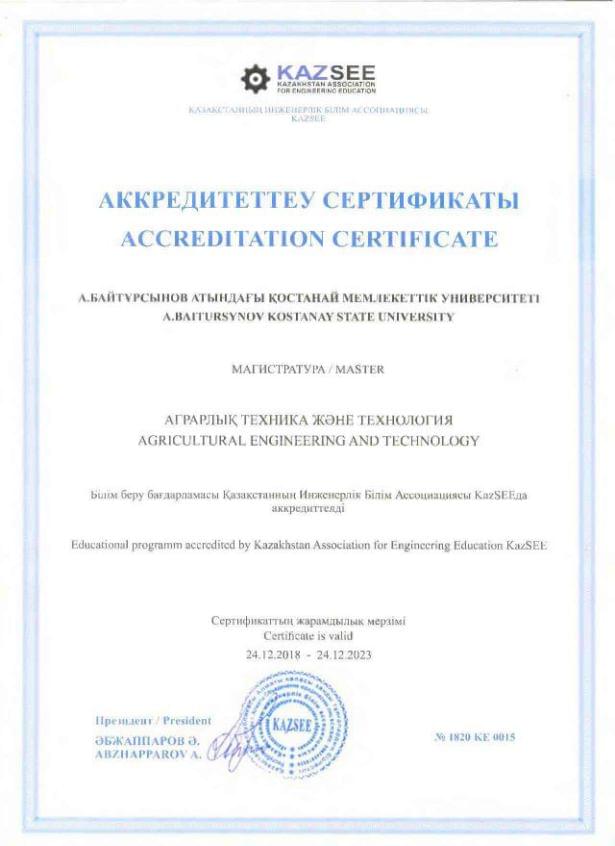 KAZSEE
KAZAKHSTAN ASSOCIATION
FOR ENGINEERING EDUCATION
ҚАЗАҚСТАННЫҢ ИНЖЕНЕРЛІК БІЛІМ АССОЦИАЦИЯСЫ
KAZSEE
АККРЕДИТЕТТЕУ СЕРТИФИКАТЫ
ACCREDITATION CERTIFICATE
А.БАЙТҰРСЫНОВ АТЫНДАҒЫ ҚОСТАНАЙ МЕМЛЕКЕТТІК УНИВЕРСИТЕТІ
A.BAITURSYNOV KOSTANAY STATE UNIVERSITY
МАГИСТРАТУРА / MASTER
АГРАРЛЫҚ ТЕХНИКА ЖӘНЕ ТЕХНОЛОГИЯ
AGRICULTURAL ENGINEERING AND TECHNOLOGY
Білім беру бағдарламасы Қазақстанның Инженерлік Білім Ассоциациясы KazSEEда
аккредиттелді
Educational programm accredited by Kazakhstan Association for Engineering Education KazSEE
Сертификаттың жарамдылық мерзімі
Certificate is valid
24.12.2018 - 24.12.2023
Президент / President
ӘБЖАППАРОВ Ә.
ABZHAPPAROV A.
KAZSEE
№ 1820 KE 0015